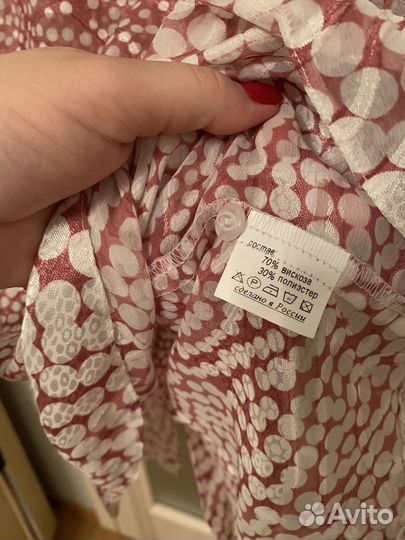 состав
70% вискоза
30% полиэстер
P
сделано в России
Avito